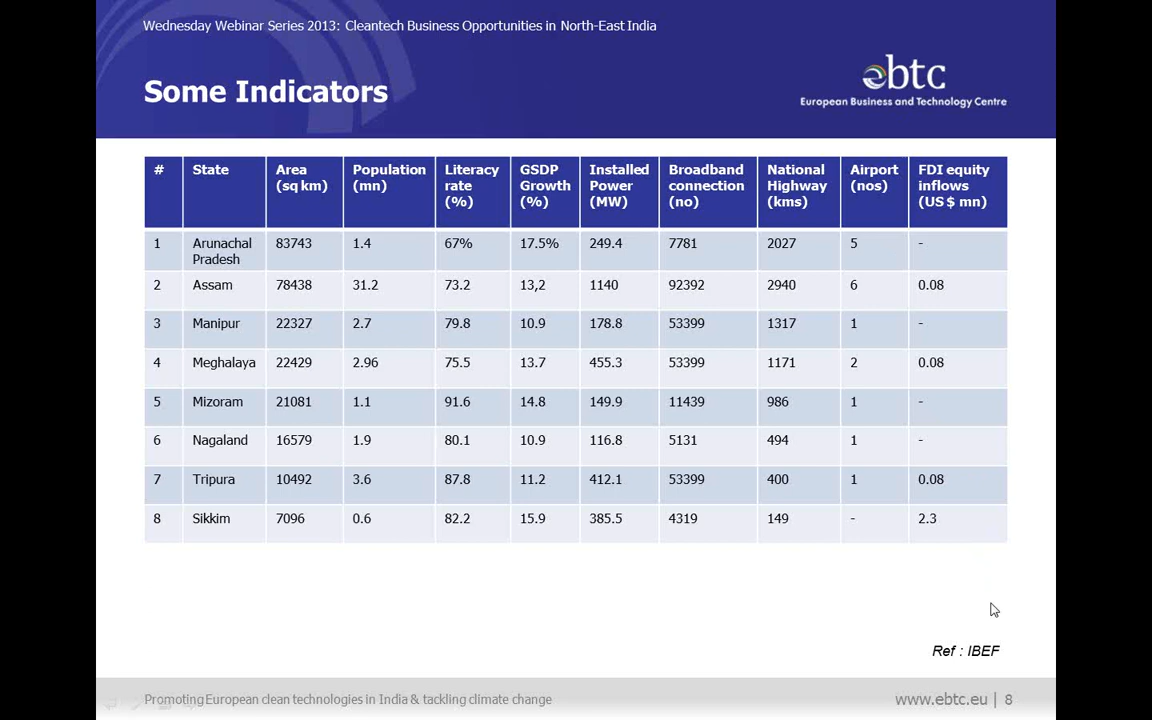 Wednesday Webinar Series 2013: Cleantech Business Opportunities in North-East India
Some Indicators
ebtc
European Business and Technology Centre
# State Area (sq km) Population (mn) Literacy rate (%) GSDP Growth (%) Installed Power (MW) Broadband connection (no) National Highway (kms) Airport (nos) FDI equity inflows (US $ mn)
1 Arunachal Pradesh 83743 1.4 67% 17.5% 249.4 7781 2027 5 -
2 Assam 78438 31.2 73.2 13,2 1140 92392 2940 6 0.08
3 Manipur 22327 2.7 79.8 10.9 178.8 53399 1317 1 -
4 Meghalaya 22429 2.96 75.5 13.7 455.3 53399 1171 2 0.08
5 Mizoram 21081 1.1 91.6 14.8 149.9 11439 986 1 -
6 Nagaland 16579 1.9 80.1 10.9 116.8 5131 494 1 -
7 Tripura 10492 3.6 87.8 11.2 412.1 53399 400 1 0.08
8 Sikkim 7096 0.6 82.2 15.9 385.5 4319 149 - 2.3
Ref : IBEF
Promoting European clean technologies in India & tackling climate change
www.ebtc.eu | 8